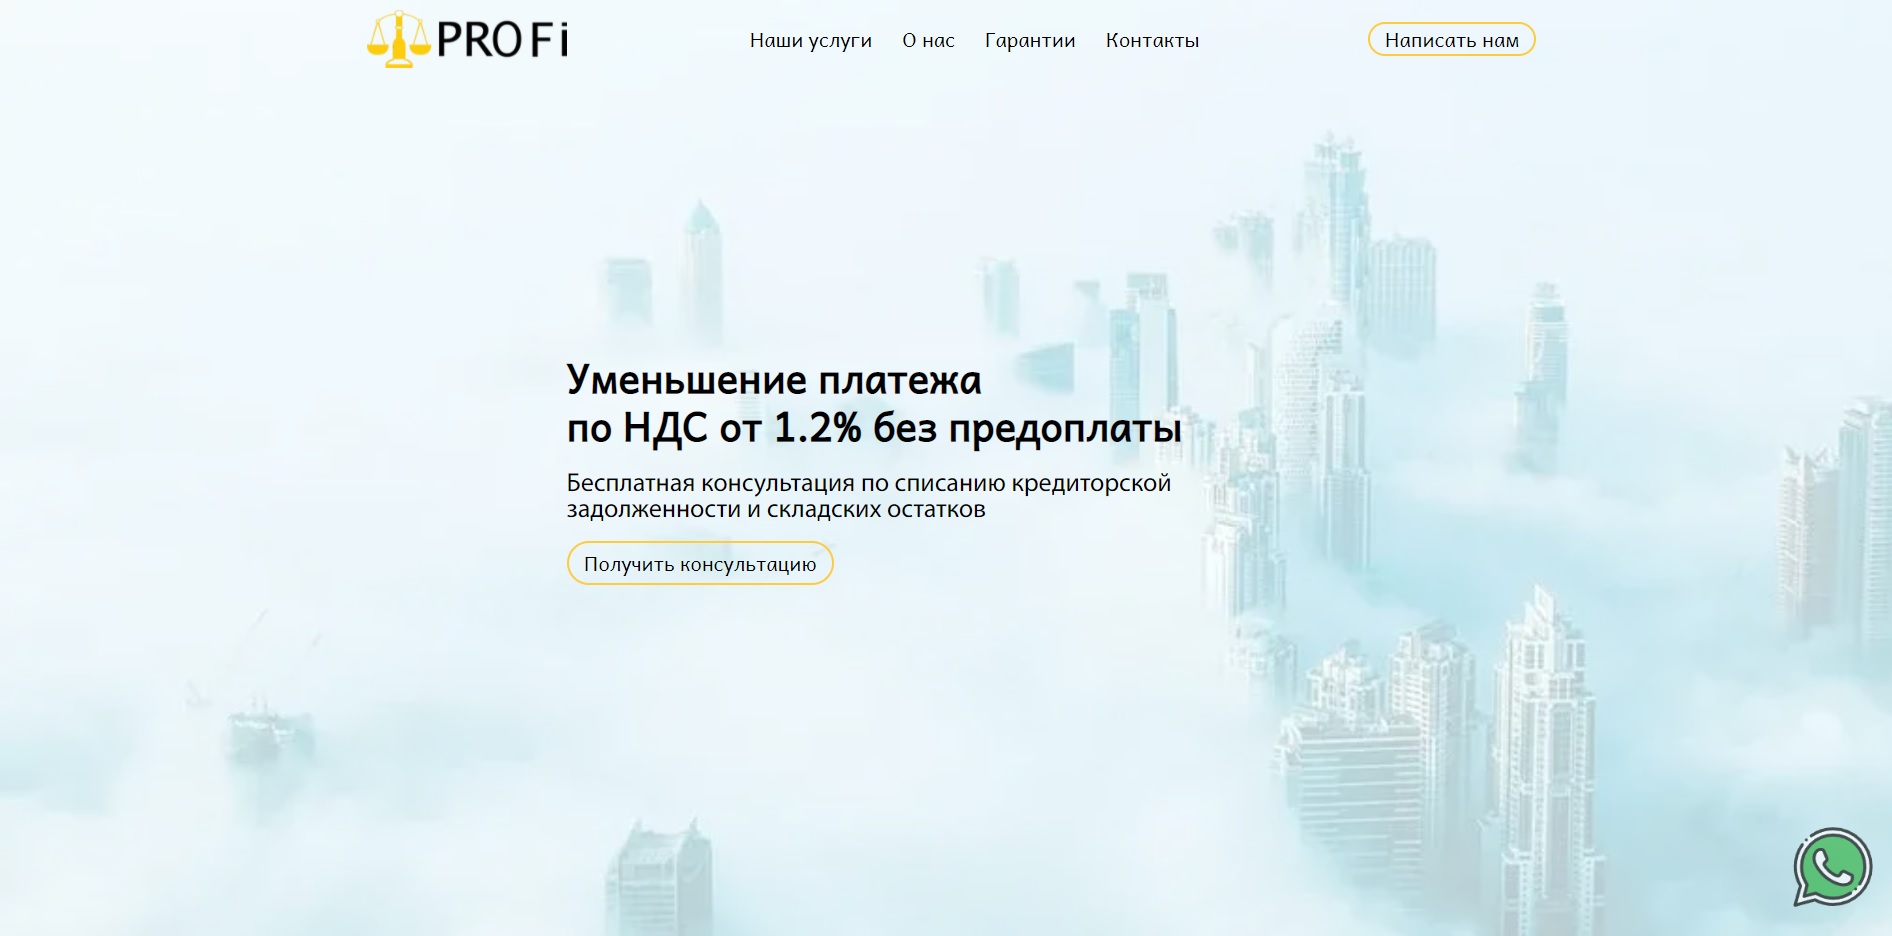 PROFi
Наши услуги О нас Гарантии Контакты
Написать нам
Уменьшение платежа
по НДС от 1.2% без предоплаты
Бесплатная консультация по списанию кредиторской
задолженности и складских остатков
Получить консультацию